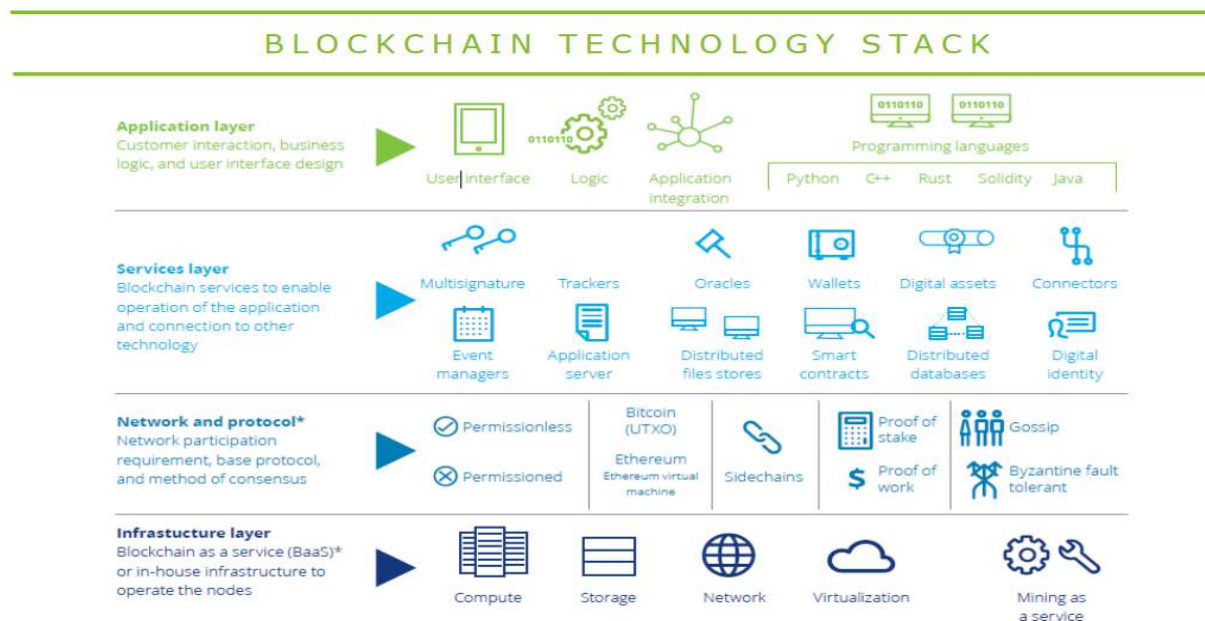 BLOCKCHAIN TECHNOLOGY STACK
Application layer
Customer interaction, business
logic, and user interface design
0110110
User interface
Logic
Application
integration
0110110 0110110
Programming languages
Python C++ Rust Solidity Java
Services layer
Blockchain services to enable
operation of the application
and connection to other
technology
Multisignature Trackers Oracles Wallets Digital assets Connectors
Event
managers
Application
server
Distributed
files stores
Smart
contracts
Distributed
databases
Digital
identity
Network and protocol*
Network participation
requirement, base protocol,
and method of consensus
Permissionless
Permissioned
Bitcoin
(UTXO)
Ethereum
Ethereum virtual
machine
Sidechains
Proof of
stake
$ Proof of
work
Gossip
Byzantine fault
tolerant
Infrastucture layer
Blockchain as a service (BaaS)*
or in-house infrastructure to
operate the nodes
Compute Storage Network Virtualization
Mining as
a service